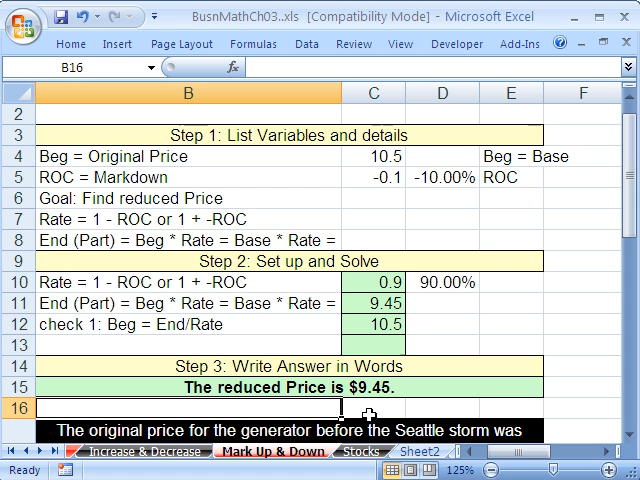 BusnMathCh03..xls [Compatibility Mode] - Microsoft Excel
Home Insert Page Layout Formulas Data Review View Developer Add-Ins
B16 fx
B C D E F
2
3 Step 1: List Variables and details
4 Beg = Original Price 10.5 Beg = Base
5 ROC = Markdown -0.1 -10.00% ROC
6 Goal: Find reduced Price
7 Rate = 1 - ROC or 1 + -ROC
8 End (Part) = Beg * Rate = Base * Rate =
9 Step 2: Set up and Solve
10 Rate = 1 - ROC or 1 + -ROC 0.9 90.00%
11 End (Part) = Beg * Rate = Base * Rate = 9.45
12 check 1: Beg = End/Rate 10.5
13
14 Step 3: Write Answer in Words
15 The reduced Price is $9.45.
16
The original price for the generator before the Seattle storm was
Increase & Decrease Mark Up & Down Stocks Sheet2
Ready 125%